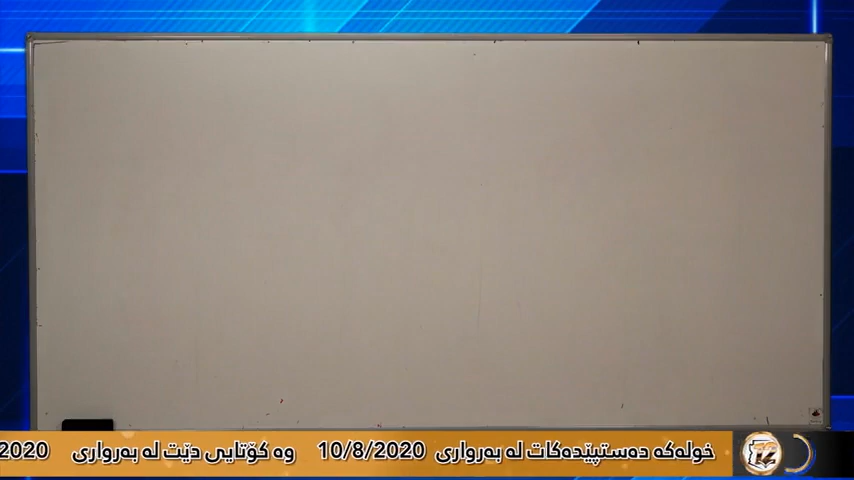 خولەکە دەستپێدەکات لە بەرواری 10/8/2020 وە کۆتایی دێت لە بەرواری 2020